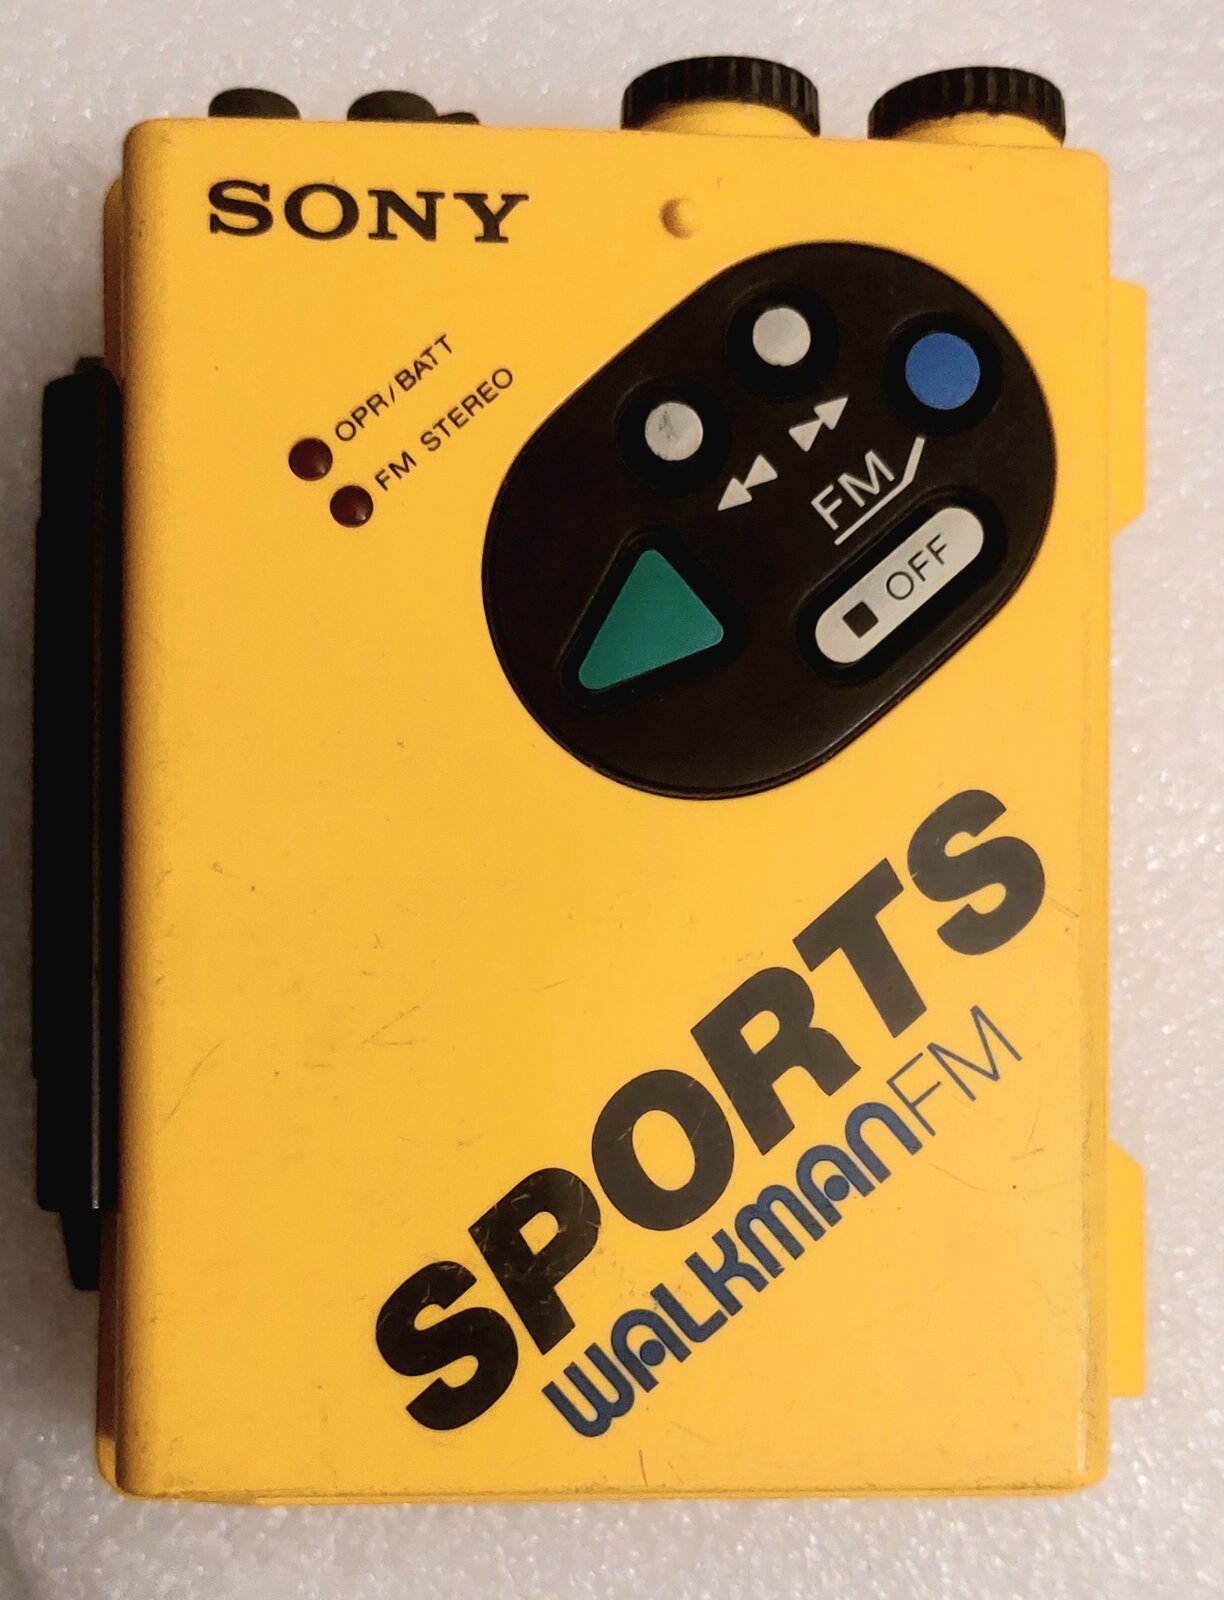 SONY
OPR/BATT
FM STEREO
FM
OFF
SPORTS
WALKMAN FM